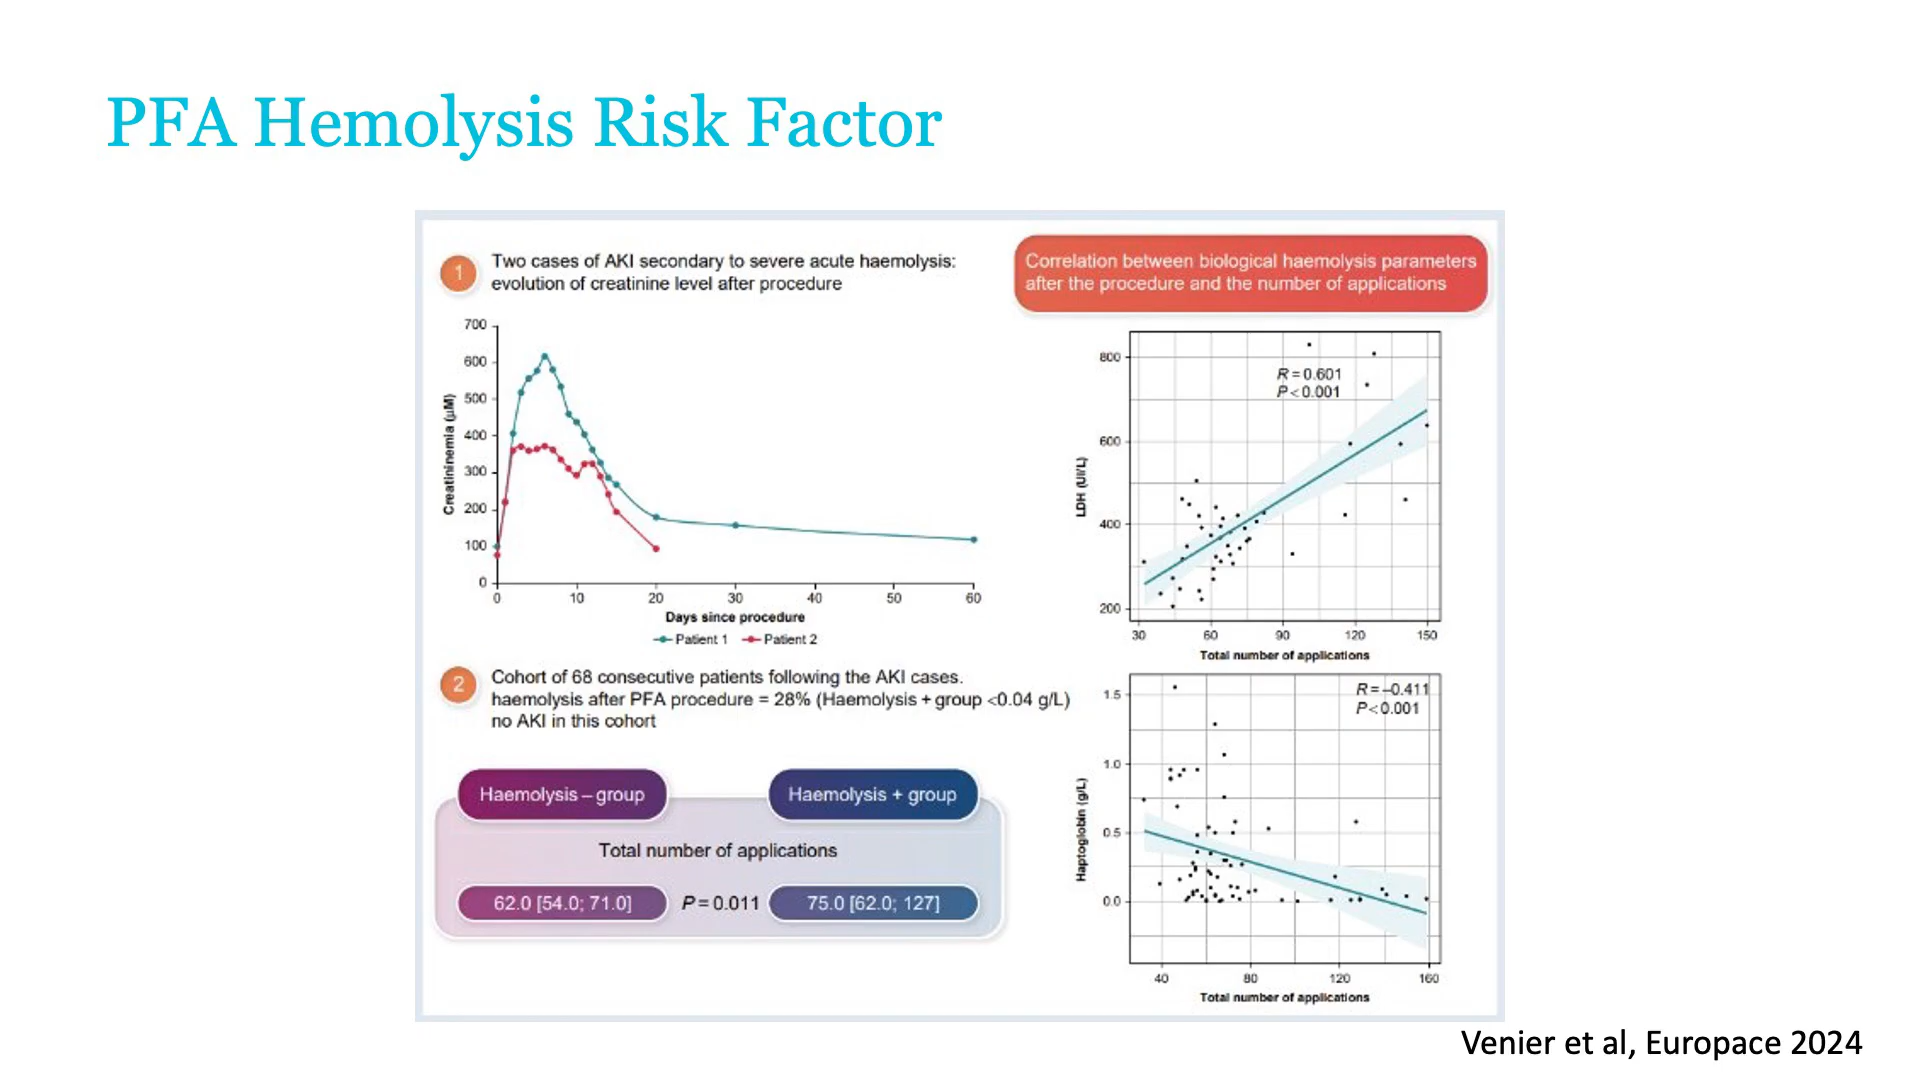 PFA Hemolysis Risk Factor
1
Two cases of AKI secondary to severe acute haemolysis:
evolution of creatinine level after procedure
700
600
500
400
300
200
100
0
Creatininemia (µM)
0 10 20 30 40 50 60
Days since procedure
Patient 1 Patient 2
2
Cohort of 68 consecutive patients following the AKI cases.
haemolysis after PFA procedure = 28% (Haemolysis + group <0.04 g/L)
no AKI in this cohort
Haemolysis – group
Haemolysis + group
Total number of applications
62.0 [54.0; 71.0] P = 0.011 75.0 [62.0; 127]
Correlation between biological haemolysis parameters
after the procedure and the number of applications
800
600
400
200
LDH (UI/L)
R = 0.601
P < 0.001
30 60 90 120 150
Total number of applications
1.5
1.0
0.5
0.0
Haptoglobin (g/L)
R = –0.411
P < 0.001
40 80 120 160
Total number of applications
Venier et al, Europace 2024